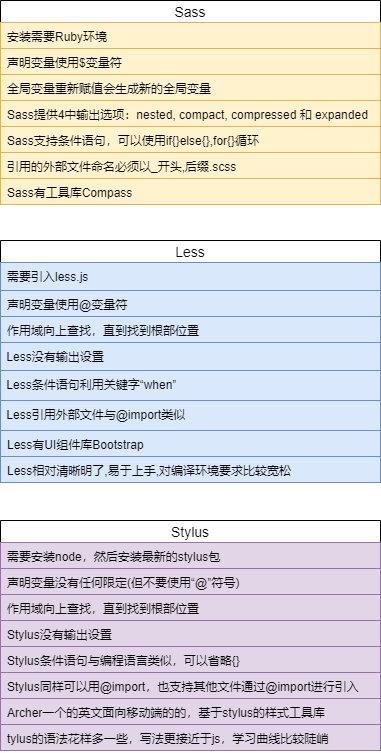 Sass
安装需要Ruby环境
声明变量使用$变量符
全局变量重新赋值会生成新的全局变量
Sass提供4中输出选项：nested, compact, compressed 和 expanded
Sass支持条件语句，可以使用if{}else{},for{}循环
引用的外部文件命名必须以_开头,后缀.scss
Sass有工具库Compass
Less
需要引入less.js
声明变量使用@变量符
作用域向上查找，直到找到根部位置
Less没有输出设置
Less条件语句利用关键字“when”
Less引用外部文件与@import类似
Less有UI组件库Bootstrap
Less相对清晰明了,易于上手,对编译环境要求比较宽松
Stylus
需要安装node，然后安装最新的stylus包
声明变量没有任何限定(但不要使用“@”符号)
作用域向上查找，直到找到根部位置
Stylus没有输出设置
Stylus条件语句与编程语言类似，可以省略{}
Stylus同样可以用@import，也支持其他文件通过@import进行引入
Archer一个的英文面向移动端的的，基于stylus的样式工具库
tylus的语法花样多一些，写法更接近于js，学习曲线比较陡峭